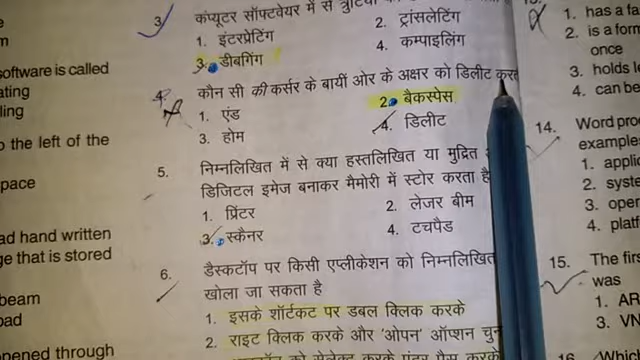 software is called
ating
ling
o the left of the
pace
ad hand written
ge that is stored
beam
oad
pened through
3. कंप्यूटर सॉफ्टवेयर में से
1. इंटरप्रेटिंग
2. ट्रांसलेटिंग
3. डीबगिंग
4. कम्पाइलिंग
4. कौन सी की कर्सर के बायीं ओर के अक्षर को डिलीट
1. एंड
2. बैकस्पेस
3. होम
4. डिलीट
5. निम्नलिखित में से क्या हस्तलिखित या मुद्रित
डिजिटल इमेज बनाकर मैमोरी में स्टोर करता है
1. प्रिंटर
2. लेजर बीम
3. स्कैनर
4. टचपैड
6. डैस्कटॉप पर किसी एप्लीकेशन को निम्नलिखित
खोला जा सकता है
1. इसके शॉर्टकट पर डबल क्लिक करके
2. राइट क्लिक करके और 'ओपन' ऑप्शन चुन
1. has a fa
2. is a form
once
3. holds le
4. can be
14. Word pro
example
1. applic
2. syste
3. oper
4. platf
15. The firs
was
1. AR
3. VN
Which